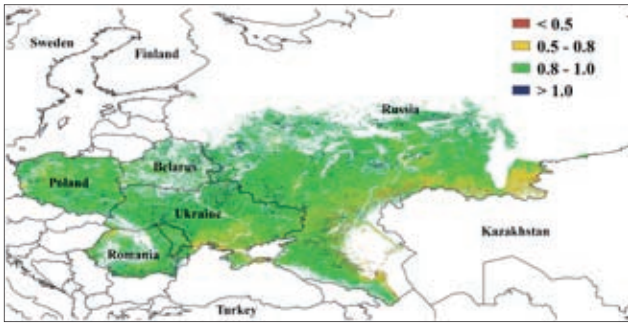 Sweden
Finland
< 0.5
0.5 - 0.8
0.8 - 1.0
> 1.0
Russia
Belarus
Poland
Ukraine
Kazakhstan
Romania
Turkey